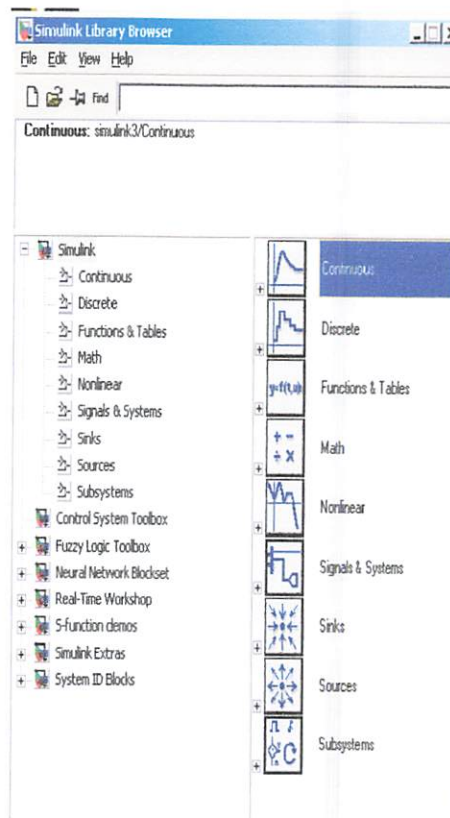 Simulink Library Browser
File Edit View Help
Find
Continuous: simulink3/Continuous
Simulink
Continuous
Discrete
Functions & Tables
Math
Nonlinear
Signals & Systems
Sinks
Sources
Subsystems
Control System Toolbox
Fuzzy Logic Toolbox
Neural Network Blockset
Real-Time Workshop
S-function demos
Simulink Extras
System ID Blocks
Continuous
Discrete
y=f(t,u)
Functions & Tables
+ −
÷ ×
Math
Nonlinear
Signals & Systems
Sinks
Sources
Subsystems